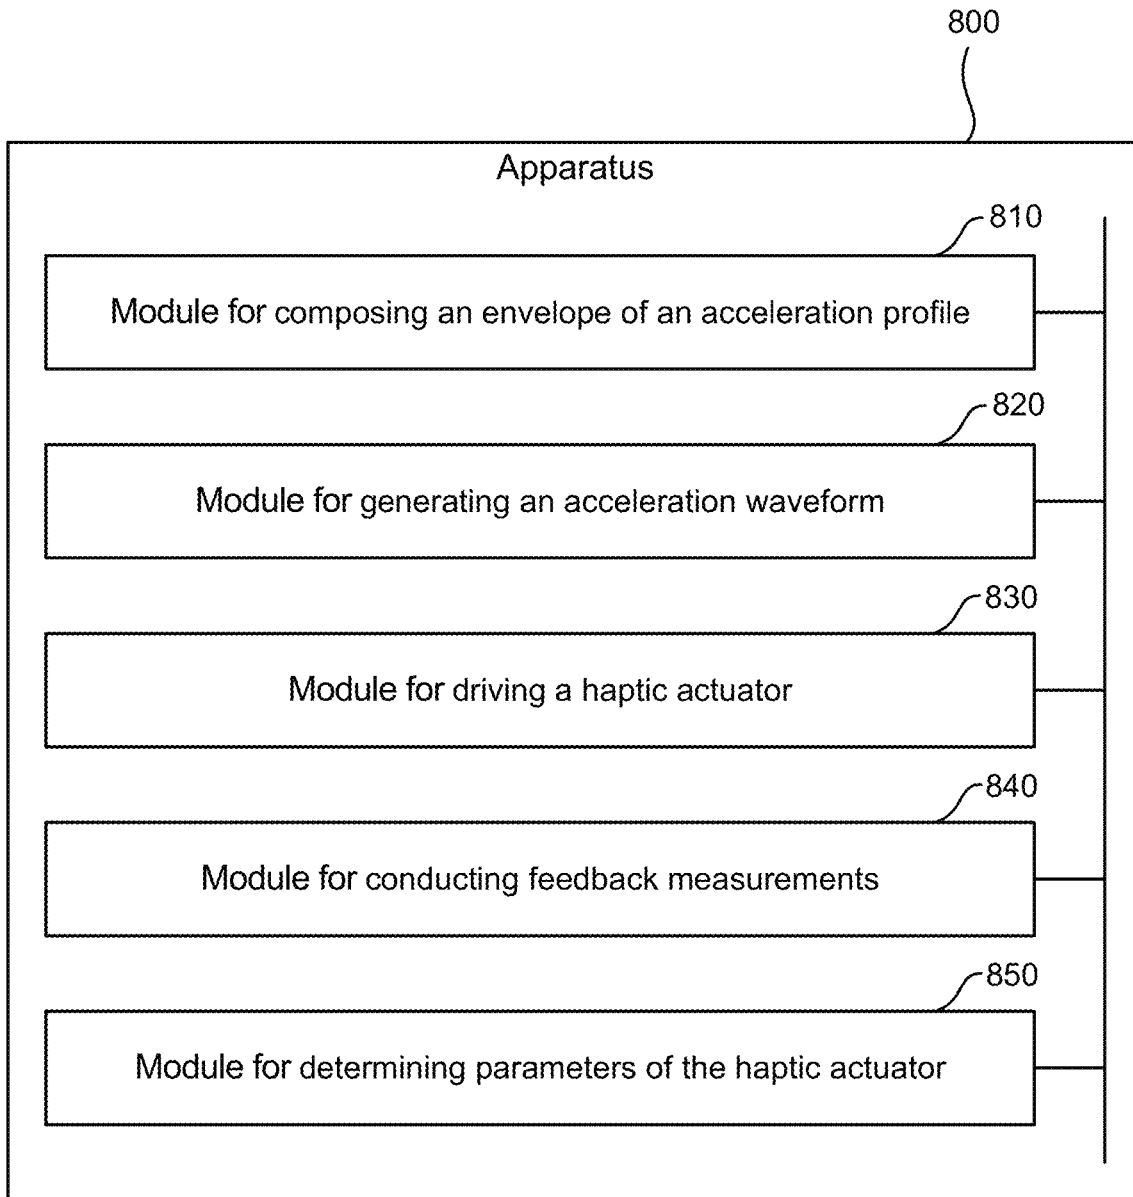 800
Apparatus
810
Module for composing an envelope of an acceleration profile
820
Module for generating an acceleration waveform
830
Module for driving a haptic actuator
840
Module for conducting feedback measurements
850
Module for determining parameters of the haptic actuator